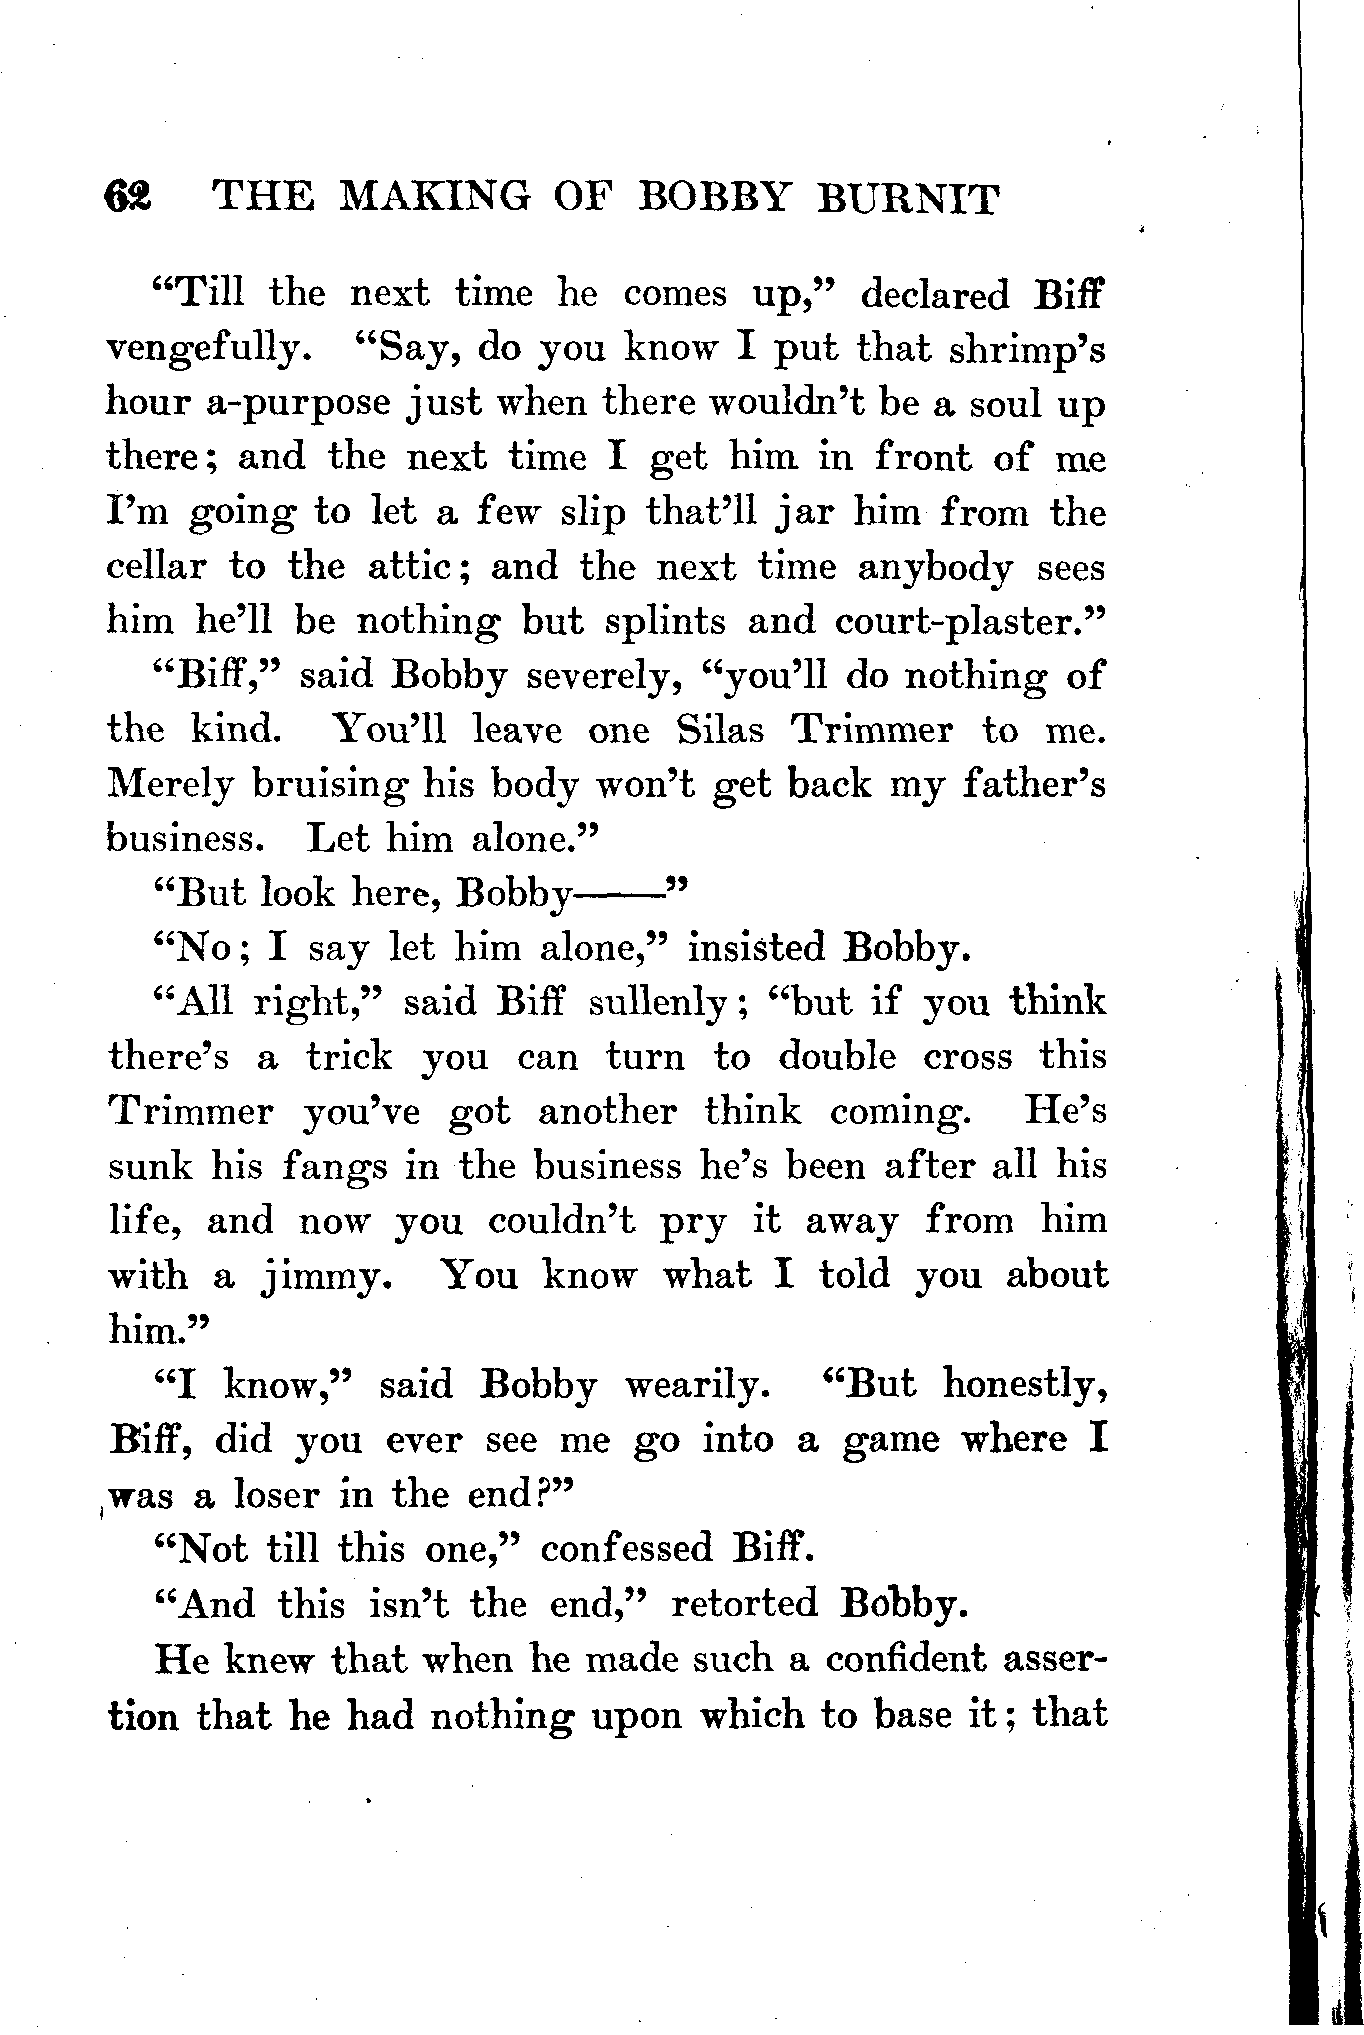 62 THE MAKING OF BOBBY BURNIT
“Till the next time he comes up,” declared Biff
vengefully. “Say, do you know I put that shrimp’s
hour a-purpose just when there wouldn’t be a soul up
there; and the next time I get him in front of me
I’m going to let a few slip that’ll jar him from the
cellar to the attic; and the next time anybody sees
him he’ll be nothing but splints and court-plaster.”
“Biff,” said Bobby severely, “you’ll do nothing of
the kind. You’ll leave one Silas Trimmer to me.
Merely bruising his body won’t get back my father’s
business. Let him alone.”
“But look here, Bobby——”
“No; I say let him alone,” insisted Bobby.
“All right,” said Biff sullenly; “but if you think
there’s a trick you can turn to double cross this
Trimmer you’ve got another think coming. He’s
sunk his fangs in the business he’s been after all his
life, and now you couldn’t pry it away from him
with a jimmy. You know what I told you about
him.”
“I know,” said Bobby wearily. “But honestly,
Biff, did you ever see me go into a game where I
was a loser in the end?”
“Not till this one,” confessed Biff.
“And this isn’t the end,” retorted Bobby.
He knew that when he made such a confident asser-
tion that he had nothing upon which to base it; that